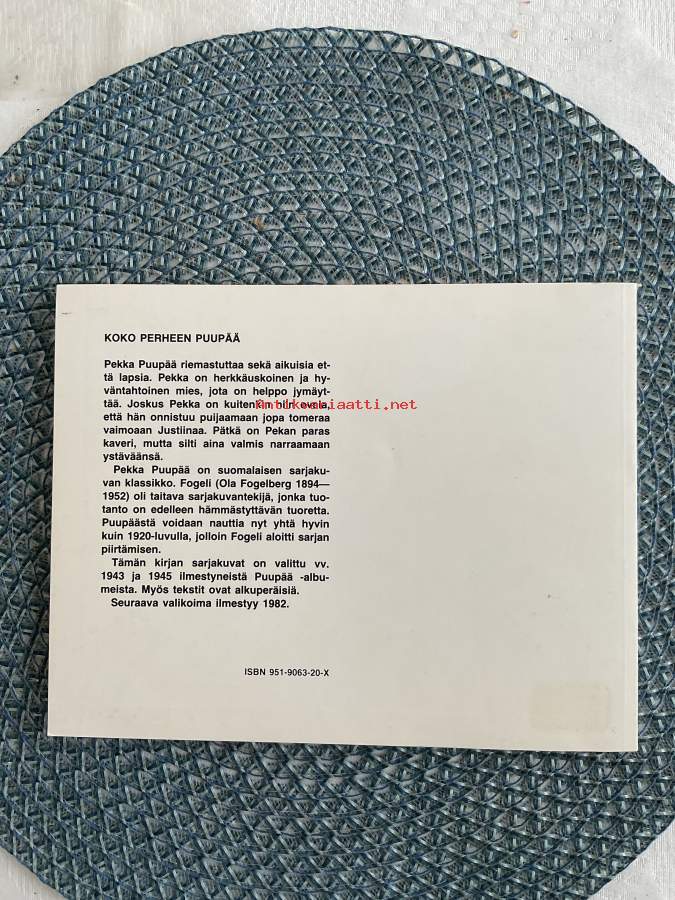 KOKO PERHEEN PUUPÄÄ
Pekka Puupää riemastuttaa sekä aikuisia et-
tä lapsia. Pekka on herkkäuskoinen ja hy-
väntahtoinen mies, jota on helppo jymäyt-
tää. Joskus Pekka on kuitenkin niin ovela,
Antikvariaatti.net
että hän onnistuu puijaamaan jopa tomeraa
vaimoaan Justiinaa. Pätkä on Pekan paras
kaveri, mutta silti aina valmis narraamaan
ystäväänsä.
Pekka Puupää on suomalaisen sarjaku-
van klassikko. Fogeli (Ola Fogelberg 1894—
1952) oli taitava sarjakuvantekijä, jonka tuo-
tanto on edelleen hämmästyttävän tuoretta.
Puupäästä voidaan nauttia nyt yhtä hyvin
kuin 1920-luvulla, jolloin Fogeli aloitti sarjan
piirtämisen.
Tämän kirjan sarjakuvat on valittu vv.
1943 ja 1945 ilmestyneistä Puupää -albu-
meista. Myös tekstit ovat alkuperäisiä.
Seuraava valikoima ilmestyy 1982.
ISBN 951-9063-20-X